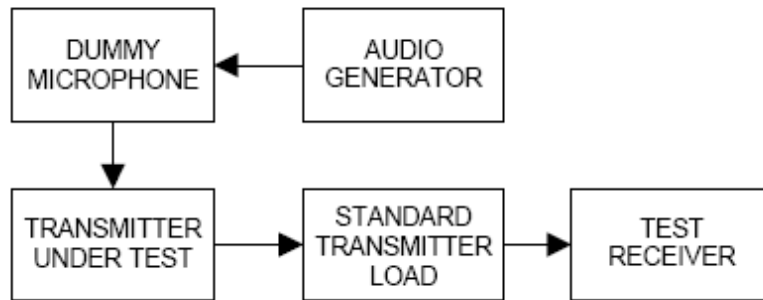 DUMMY
MICROPHONE
AUDIO
GENERATOR
TRANSMITTER
UNDER TEST
STANDARD
TRANSMITTER
LOAD
TEST
RECEIVER